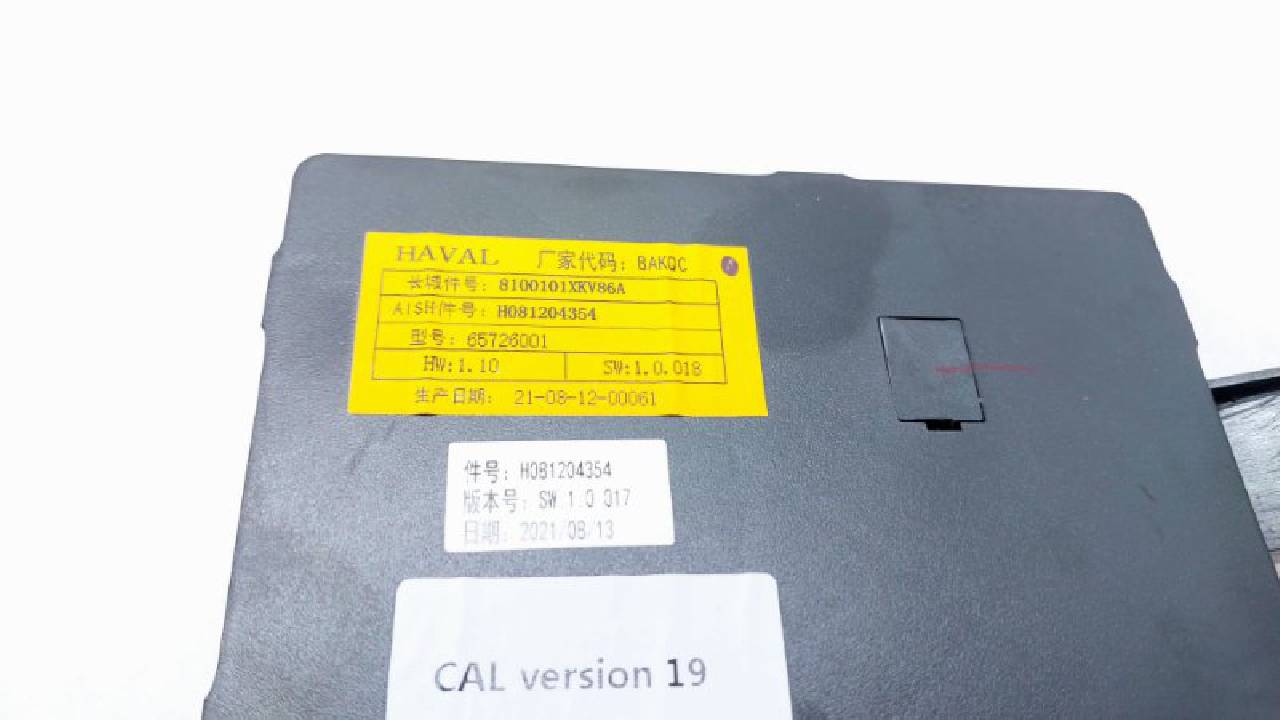 HAVAL 厂家代码: BAKQC
长城件号: 8100101XKV86A
AISH件号: H081204354
型号: 65726001
HW:1.10 SW:1.0.018
生产日期: 21-08-12-00061
件号: H081204354
版本号: SW.1.0.017
日期: 2021/08/13
CAL version 19